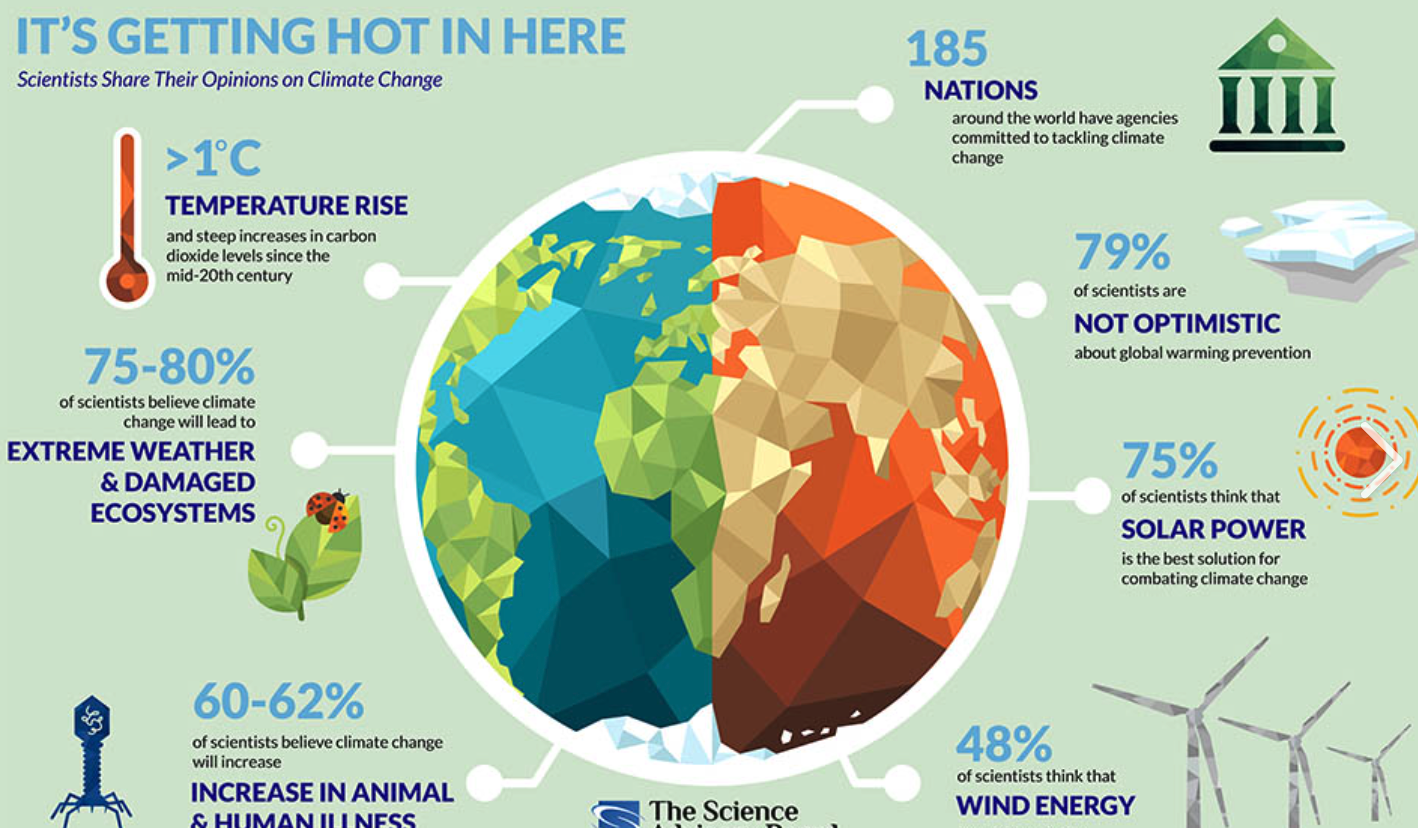 IT'S GETTING HOT IN HERE
Scientists Share Their Opinions on Climate Change
>1°C
TEMPERATURE RISE
and steep increases in carbon
dioxide levels since the
mid-20th century
75-80%
of scientists believe climate
change will lead to
EXTREME WEATHER
& DAMAGED
ECOSYSTEMS
60-62%
of scientists believe climate change
will increase
INCREASE IN ANIMAL
& HUMAN ILLNESS
185
NATIONS
around the world have agencies
committed to tackling climate
change
79%
of scientists are
NOT OPTIMISTIC
about global warming prevention
75%
of scientists think that
SOLAR POWER
is the best solution for
combating climate change
48%
of scientists think that
WIND ENERGY
The Science